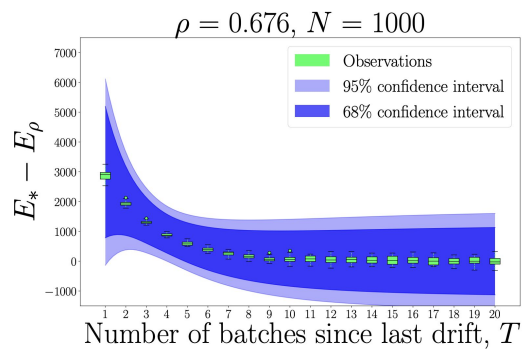 ρ = 0.676, N = 1000
7000
6000
5000
4000
3000
2000
1000
0
−1000
E* − Eρ
Observations
95% confidence interval
68% confidence interval
1 2 3 4 5 6 7 8 9 10 11 12 13 14 15 16 17 18 19 20
Number of batches since last drift, T